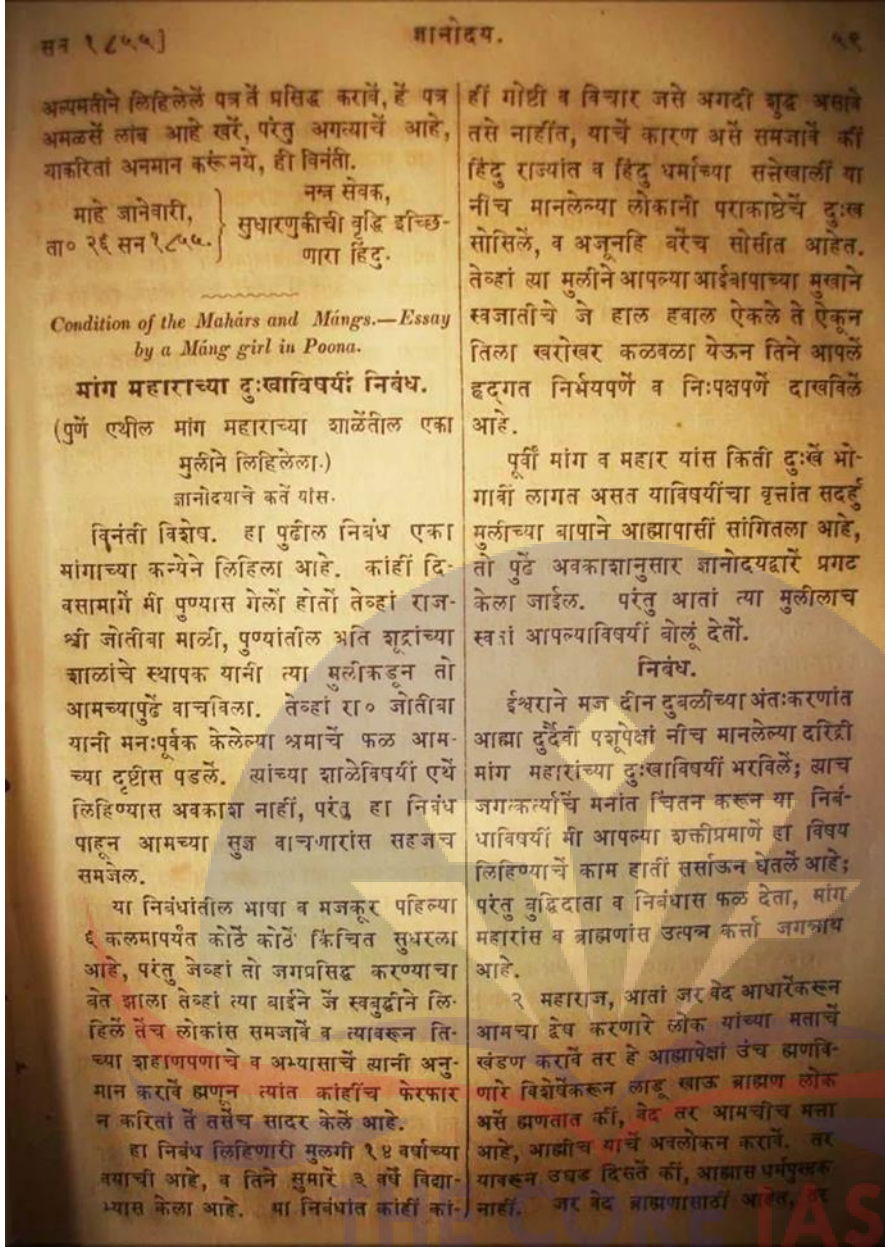 सन १८५५]
ज्ञानोदय.
५९
अल्पमतीने लिहिलेलें पत्र तें प्रसिद्ध करावें, हें पत्र
अमळसें लांब आहे खरें, परंतु अगत्याचें आहे,
याकरितां अनमान करूं नये, ही विनंती.
माहे जानेवारी,
ता० २६ सन १८५५.
नम्र सेवक,
सुधारणुकीची वृद्धि इच्छि-
णारा हिंदु.
Condition of the Mahárs and Mángs.—Essay
by a Máng girl in Poona.
मांग महाराच्या दुःखाविषयीं निबंध.
(पुणें एथील मांग महाराच्या शाळेंतील एका
मुलीने लिहिलेला.)
ज्ञानोदयाचे कर्ते यांस.
विनंती विशेष. हा पुढील निबंध एका
मांगाच्या कन्येने लिहिला आहे. कांहीं दि-
वसामागें मी पुण्यास गेलों होतों तेव्हां राज-
श्री जोतीबा माळी, पुण्यांतील अति शूद्रांच्या
शाळांचे स्थापक यानी त्या मुलीकडून तो
आमच्यापुढें वाचविला. तेव्हां रा० जोतीबा
यानी मनःपूर्वक केलेल्या श्रमाचें फळ आम-
च्या दृष्टीस पडलें. त्यांच्या शाळेविषयीं एथें
लिहिण्यास अवकाश नाहीं, परंतु हा निबंध
पाहून आमच्या सुज्ञ वाचणारांस सहजच
समजेल.
या निबंधांतील भाषा व मजकूर पहिल्या
६ कलमापर्यंत कोठें कोठें किंचित सुधरला
आहे, परंतु जेव्हां तो जगप्रसिद्ध करण्याचा
बेत झाला तेव्हां त्या बाईने जें स्वबुद्धीने लि-
हिलें तेंच लोकांस समजावें व त्यावरून ति-
च्या शहाणपणाचे व अभ्यासाचें त्यानी अनु-
मान करावें ह्मणून त्यांत कांहींच फेरफार
न करितां तें तसेंच सादर केलें आहे.
हा निबंध लिहिणारी मुलगी १४ वर्षाच्या
वयाची आहे, व तिने सुमारें ३ वर्षें विद्या-
भ्यास केला आहे. या निबंधांत कांहीं कां-
हीं गोष्टी व विचार जसे अगदी शुद्ध असावे
तसे नाहींत, याचें कारण असें समजावें कीं
हिंदु राज्यांत व हिंदु धर्माच्या सत्तेखालीं या
नीच मानलेल्या लोकानी पराकाष्ठेचें दुःख
सोसिलें, व अजूनहि बरेंच सोसीत आहेत.
तेव्हां त्या मुलीने आपल्या आईबापाच्या मुखाने
स्वजातीचे जे हाल हवाल ऐकले ते ऐकून
तिला खरोखर कळवळा येऊन तिने आपलें
हृद्गत निर्भयपणें व निःपक्षपणें दाखविलें
आहे.
पूर्वी मांग व महार यांस किती दुःखें भो-
गावीं लागत असत याविषयींचा वृत्तांत सदर्हु
मुलीच्या बापाने आह्मापासीं सांगितला आहे,
तो पुढें अवकाशानुसार ज्ञानोदयद्वारें प्रगट
केला जाईल. परंतु आतां त्या मुलीलाच
स्वतां आपल्याविषयीं बोलूं देतों.
निबंध.
ईश्वराने मज दीन दुबळीच्या अंतःकरणांत
आह्मा दुर्दैवी पशूपेक्षां नीच मानलेल्या दरिद्री
मांग महारांच्या दुःखाविषयीं भरविलें; त्याच
जगत्कर्त्याचें मनांत चिंतन करून या निबं-
धाविषयीं मी आपल्या शक्तीप्रमाणें हा विषय
लिहिण्याचें काम हातीं सर्साऊन घेतलें आहे;
परंतु बुद्धिदाता व निबंधास फळ देता, मांग
महारांस व ब्राह्मणांस उत्पन्न कर्त्ता जगन्नाथ
आहे.
२ महाराज, आतां जर वेद आधारेंकरून
आमचा द्वेष करणारे लोक यांच्या मताचें
खंडण करावें तर हे आह्मापेक्षां उंच ह्मणवि-
णारे विशेषेंकरून लाडू खाऊ ब्राह्मण लोक
असें ह्मणतात कीं, वेद तर आमचीच मत्ता
आहे, आह्मीच याचें अवलोकन करावें. तर
यावरून उघड दिसतें कीं, आह्मास धर्मपुस्तक
नाहीं. जर वेद ब्राह्मणासाठीं आहेत, तर
THE CORE IAS